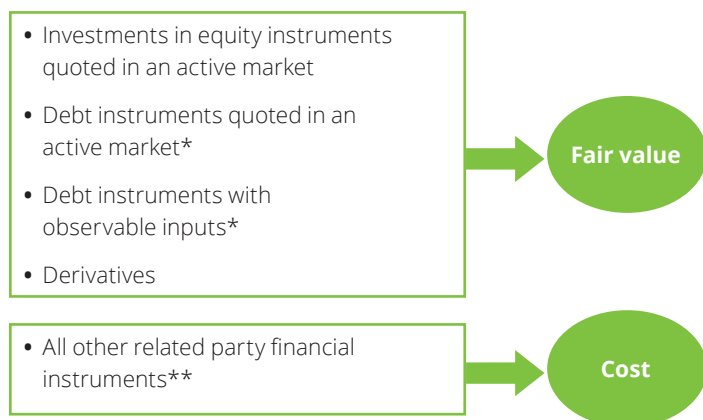 • Investments in equity instruments
quoted in an active market
• Debt instruments quoted in an
active market*
• Debt instruments with
observable inputs*
• Derivatives
Fair value
• All other related party financial
instruments**
Cost